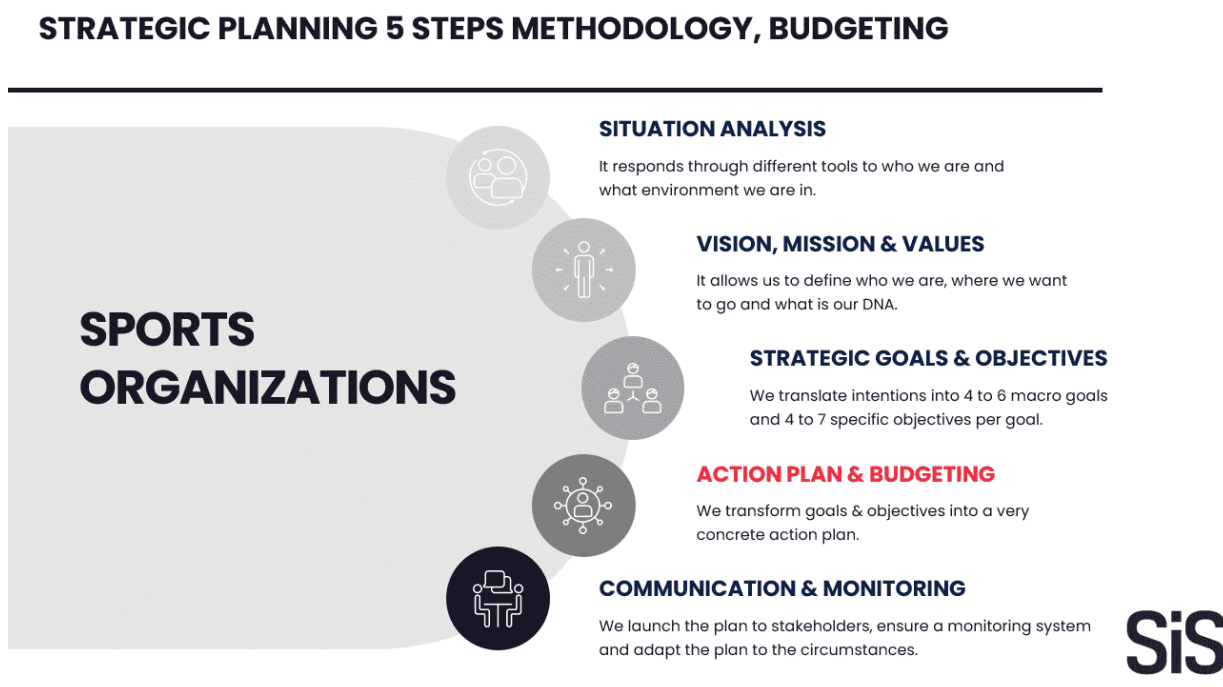 STRATEGIC PLANNING 5 STEPS METHODOLOGY, BUDGETING
SPORTS
ORGANIZATIONS
SITUATION ANALYSIS
It responds through different tools to who we are and
what environment we are in.
VISION, MISSION & VALUES
It allows us to define who we are, where we want
to go and what is our DNA.
STRATEGIC GOALS & OBJECTIVES
We translate intentions into 4 to 6 macro goals
and 4 to 7 specific objectives per goal.
ACTION PLAN & BUDGETING
We transform goals & objectives into a very
concrete action plan.
COMMUNICATION & MONITORING
We launch the plan to stakeholders, ensure a monitoring system
and adapt the plan to the circumstances.
SiS